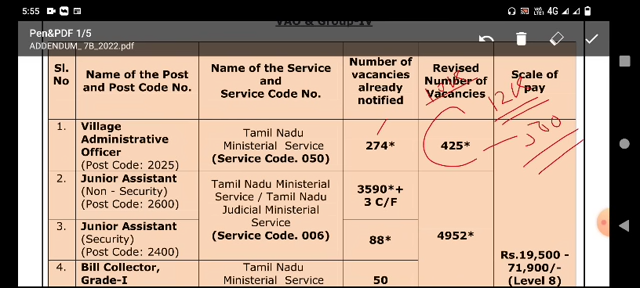 5:55
4G
Pen&PDF 1/5
ADDENDUM_ 7B_2022.pdf
VAO & Group-IV
Sl. No
Name of the Post and Post Code No.
Name of the Service and Service Code No.
Number of vacancies already notified
Revised Number of Vacancies
Scale of pay
1.
Village Administrative Officer (Post Code: 2025)
Tamil Nadu Ministerial Service (Service Code. 050)
274*
425*
2.
Junior Assistant (Non - Security) (Post Code: 2600)
Tamil Nadu Ministerial Service / Tamil Nadu Judicial Ministerial Service (Service Code. 006)
3590*+ 3 C/F
4952*
3.
Junior Assistant (Security) (Post Code: 2400)
88*
Rs.19,500 - 71,900/- (Level 8)
4.
Bill Collector, Grade-I
Tamil Nadu Ministerial Service
50